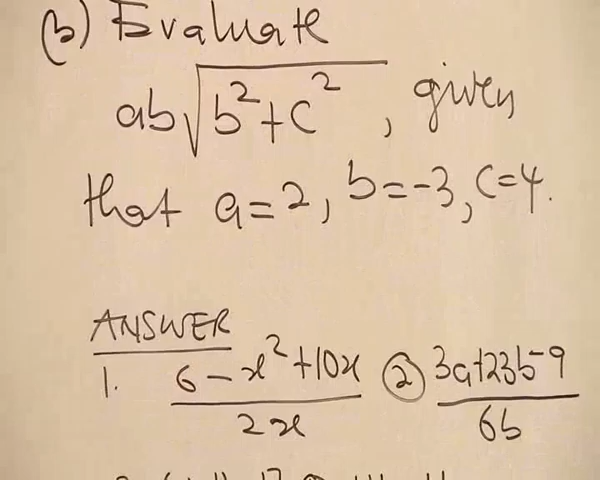 (b) Evaluate
ab√(b²+c²), given
that a=2, b=-3, c=4.
ANSWER
1. (6-x²+10x)/(2x) ② (3a+23b-9)/(6b)